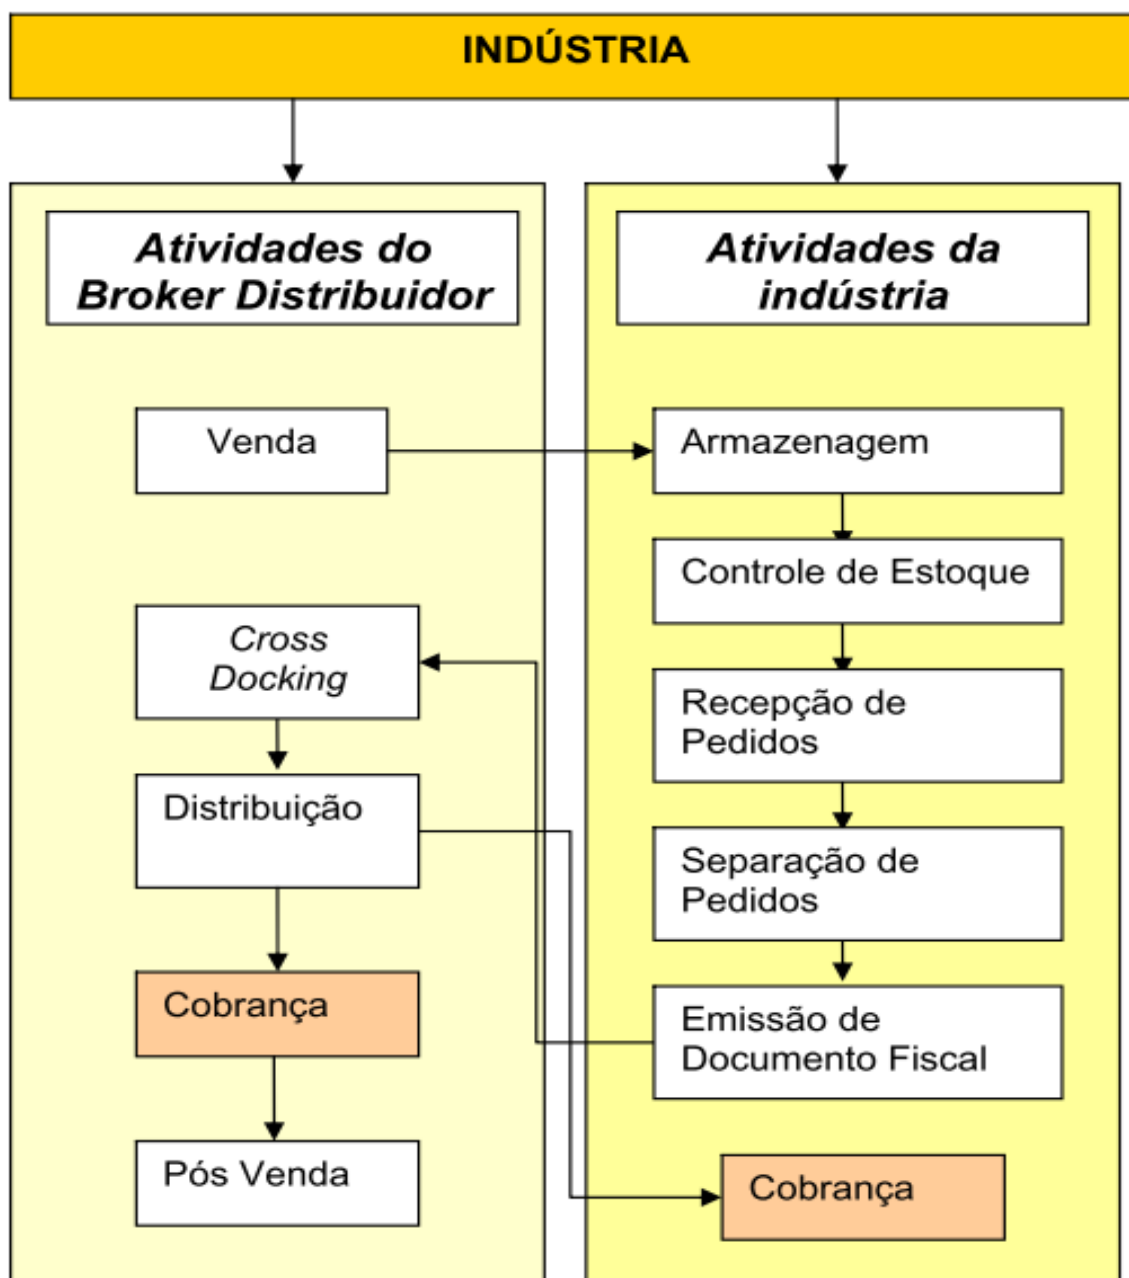 INDÚSTRIA
Atividades do
Broker Distribuidor
Venda
Cross
Docking
Distribuição
Cobrança
Pós Venda
Atividades da
indústria
Armazenagem
Controle de Estoque
Recepção de
Pedidos
Separação de
Pedidos
Emissão de
Documento Fiscal
Cobrança